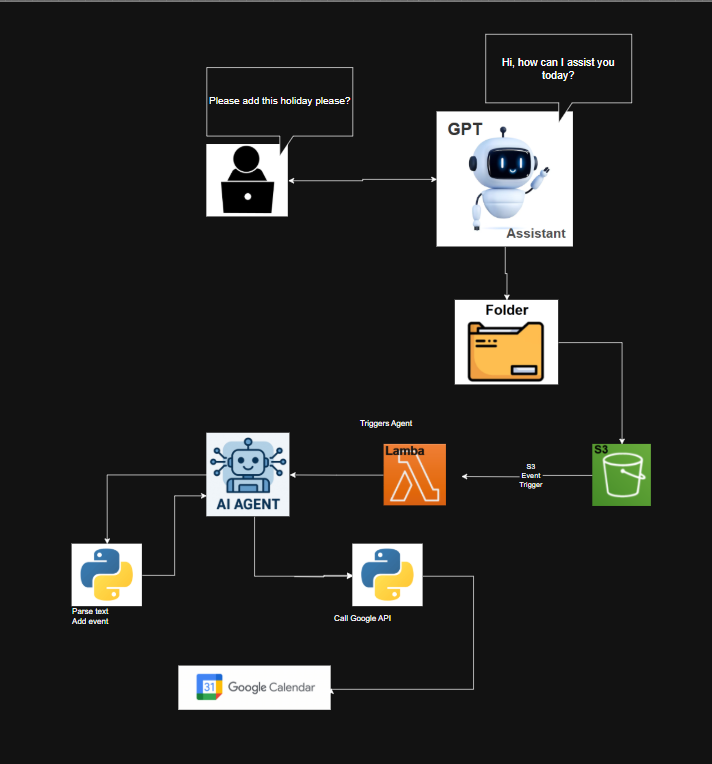 Hi, how can I assist you
today?
Please add this holiday please?
GPT
Assistant
Folder
Triggers Agent
Lamba
S3
Event
Trigger
S3
AI AGENT
Parse text
Add event
Call Google API
31
Google Calendar